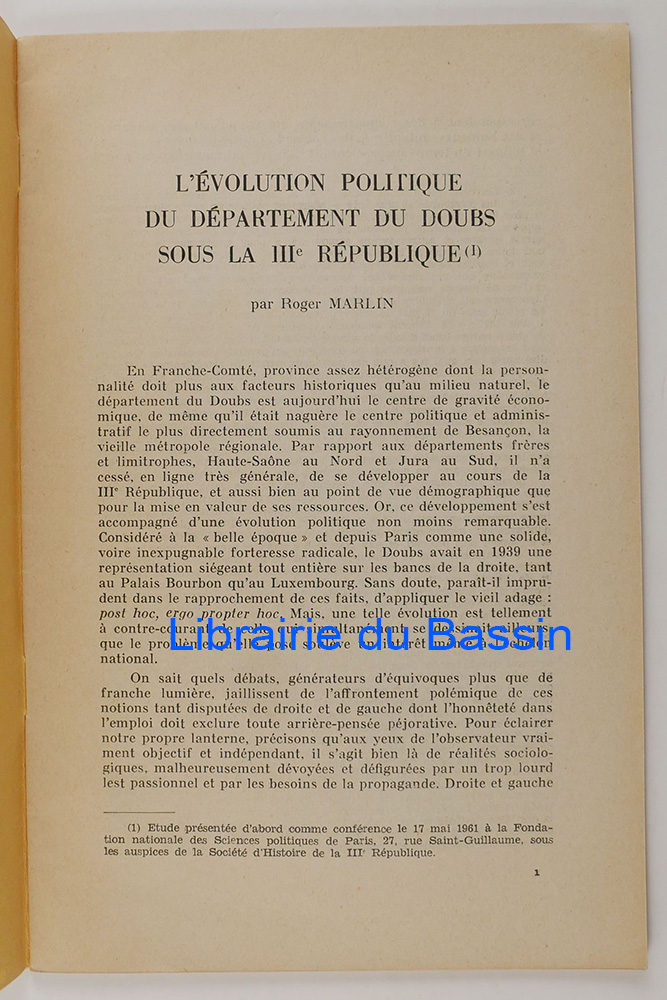 L'ÉVOLUTION POLITIQUE
DU DÉPARTEMENT DU DOUBS
SOUS LA IIIe RÉPUBLIQUE (1)
par Roger MARLIN
En Franche-Comté, province assez hétérogène dont la person-
nalité doit plus aux facteurs historiques qu'au milieu naturel, le
département du Doubs est aujourd'hui le centre de gravité écono-
mique, de même qu'il était naguère le centre politique et adminis-
tratif le plus directement soumis au rayonnement de Besançon, la
vieille métropole régionale. Par rapport aux départements frères
et limitrophes, Haute-Saône au Nord et Jura au Sud, il n'a
cessé, en ligne très générale, de se développer au cours de la
IIIe République, et aussi bien au point de vue démographique que
pour la mise en valeur de ses ressources. Or, ce développement s'est
accompagné d'une évolution politique non moins remarquable.
Considéré à la « belle époque » et depuis Paris comme une solide,
voire inexpugnable forteresse radicale, le Doubs avait en 1939 une
représentation siégeant tout entière sur les bancs de la droite, tant
au Palais Bourbon qu'au Luxembourg. Sans doute, paraît-il impru-
dent dans le rapprochement de ces faits, d'appliquer le vieil adage :
post hoc, ergo propter hoc. Mais, une telle évolution est tellement
à contre-courant de celle qui simultanément se dessinait ailleurs,
que le problème qu'elle pose soulève
national.
Librairie du Bassin
On sait quels débats, générateurs d'équivoques plus que de
franche lumière, jaillissent de l'affrontement polémique de ces
notions tant disputées de droite et de gauche dont l'honnêteté dans
l'emploi doit exclure toute arrière-pensée péjorative. Pour éclairer
notre propre lanterne, précisons qu'aux yeux de l'observateur vrai-
ment objectif et indépendant, il s'agit bien là de réalités sociolo-
giques, malheureusement dévoyées et défigurées par un trop lourd
lest passionnel et par les besoins de la propagande. Droite et gauche
(1) Etude présentée d'abord comme conférence le 17 mai 1961 à la Fonda-
tion nationale des Sciences politiques de Paris, 27, rue Saint-Guillaume, sous
les auspices de la Société d'Histoire de la IIIe République.
1